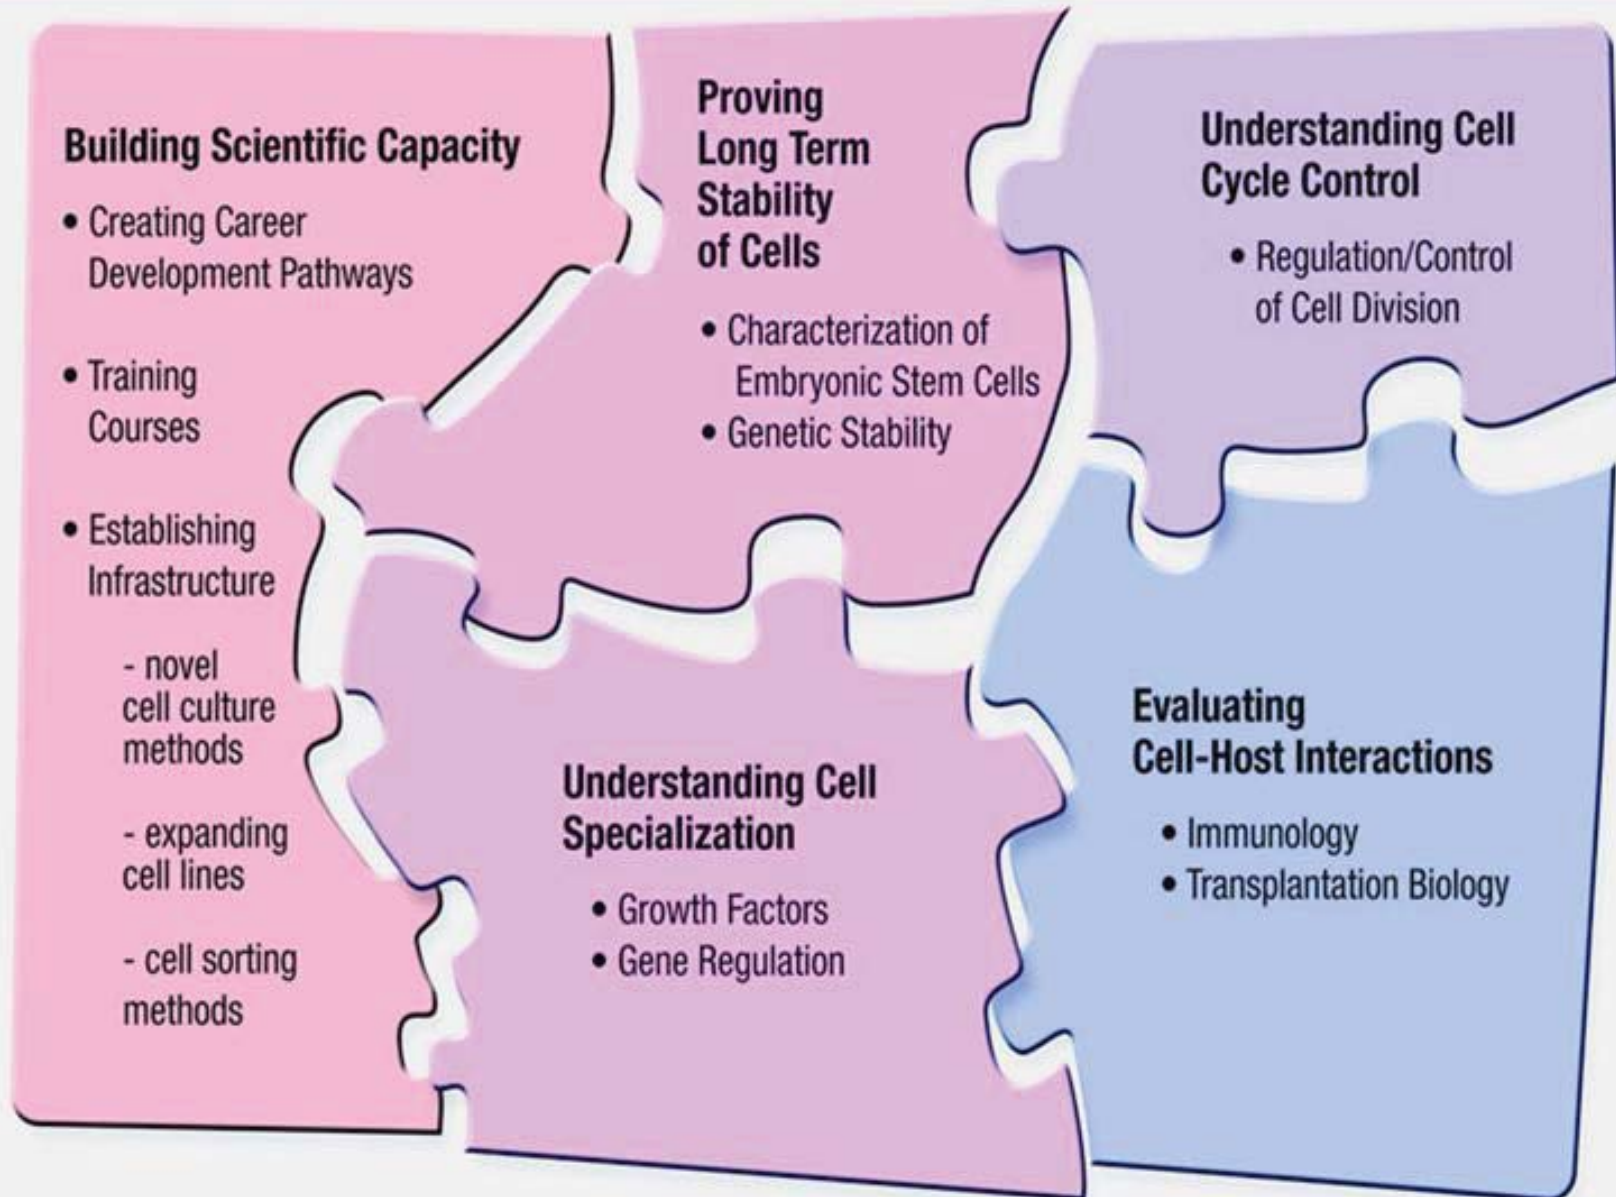 Building Scientific Capacity
• Creating Career
Development Pathways
• Training
Courses
• Establishing
Infrastructure
- novel
cell culture
methods
- expanding
cell lines
- cell sorting
methods
Proving
Long Term
Stability
of Cells
• Characterization of
Embryonic Stem Cells
• Genetic Stability
Understanding Cell
Cycle Control
• Regulation/Control
of Cell Division
Understanding Cell
Specialization
• Growth Factors
• Gene Regulation
Evaluating
Cell-Host Interactions
• Immunology
• Transplantation Biology